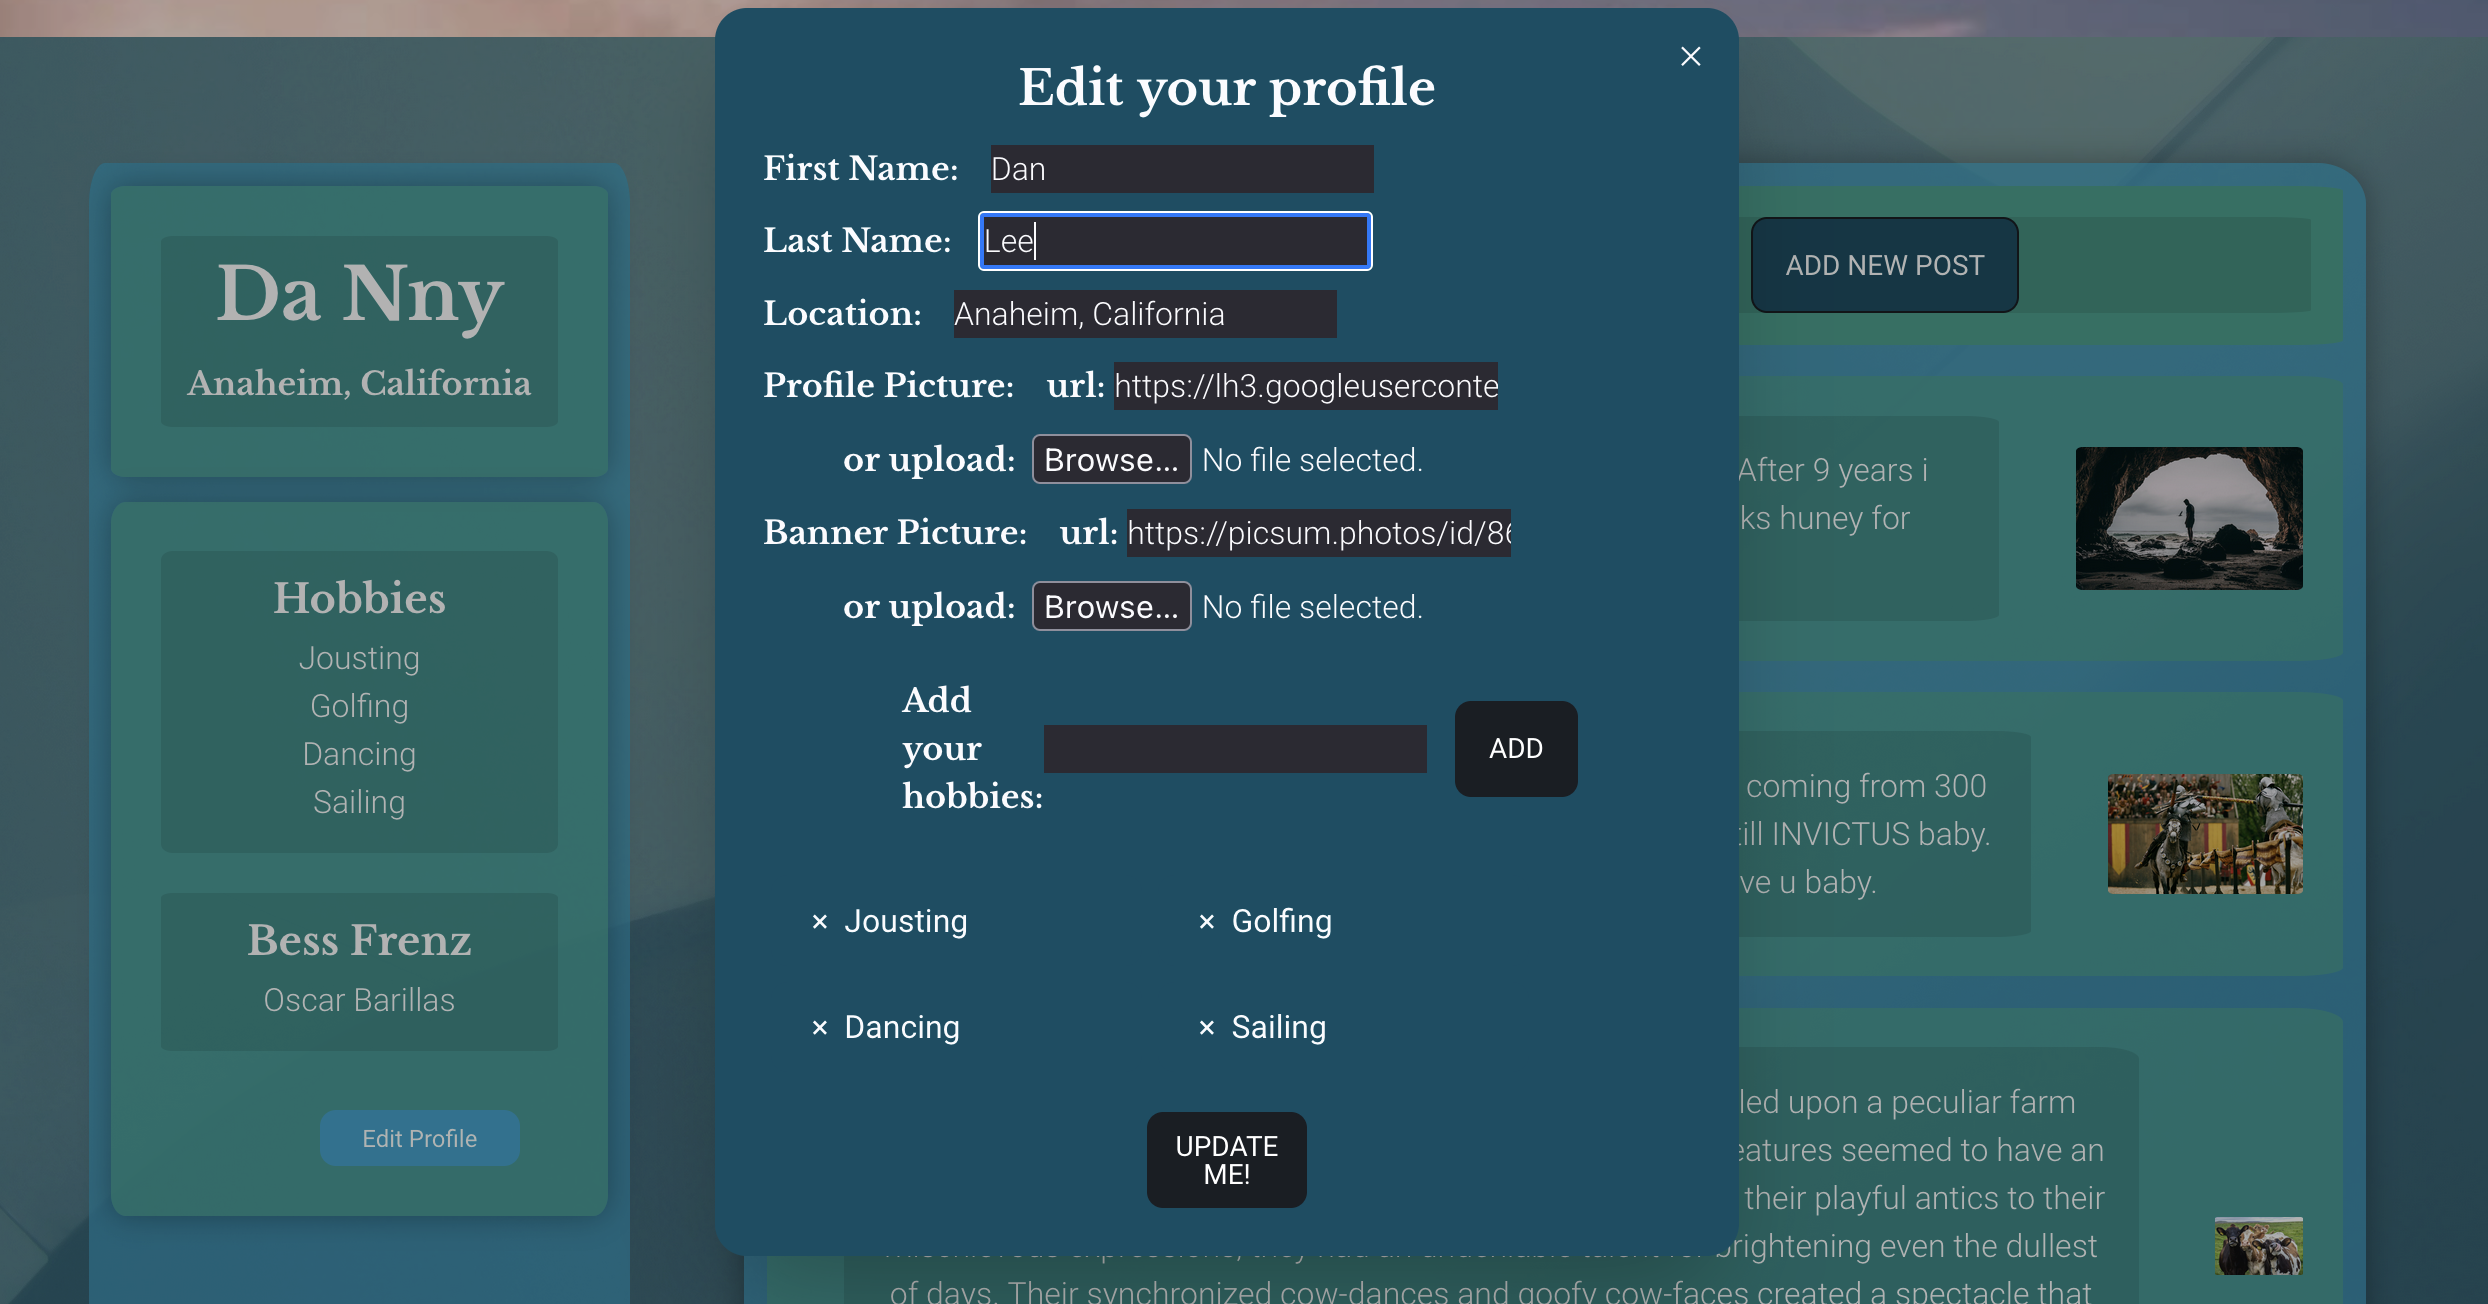 Da Nny
Anaheim, California
Hobbies
Jousting
Golfing
Dancing
Sailing
Bess Frenz
Oscar Barillas
Edit Profile
×
Edit your profile
First Name: Dan
Last Name: Lee
Location: Anaheim, California
Profile Picture: url: https://lh3.googleuserconte
or upload: Browse... No file selected.
Banner Picture: url: https://picsum.photos/id/86
or upload: Browse... No file selected.
Add
your
hobbies:
ADD
× Jousting × Golfing
× Dancing × Sailing
UPDATE
ME!
ADD NEW POST
After 9 years i
ks huney for
coming from 300
till INVICTUS baby.
ve u baby.
led upon a peculiar farm
eatures seemed to have an
their playful antics to their
brightening even the dullest
of days. Their synchronized cow-dances and goofy cow-faces created a spectacle that